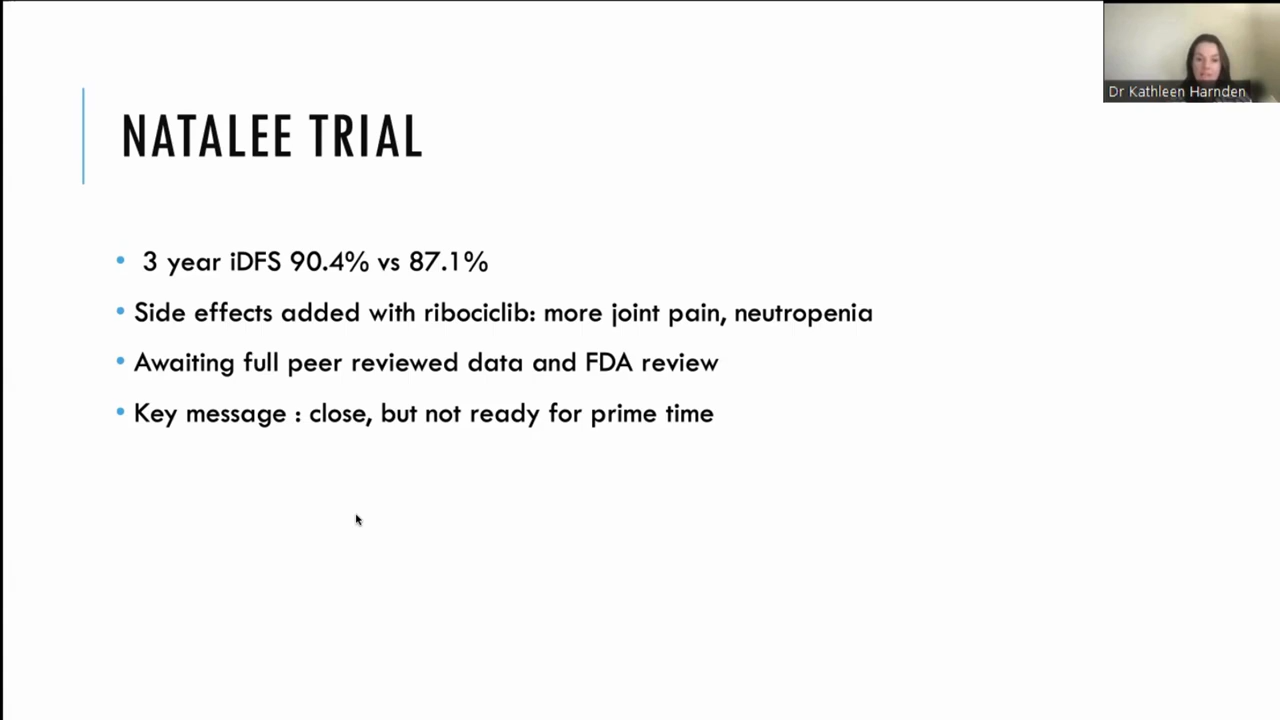 Dr Kathleen Harnden
NATALEE TRIAL
• 3 year iDFS 90.4% vs 87.1%
• Side effects added with ribociclib: more joint pain, neutropenia
• Awaiting full peer reviewed data and FDA review
• Key message : close, but not ready for prime time